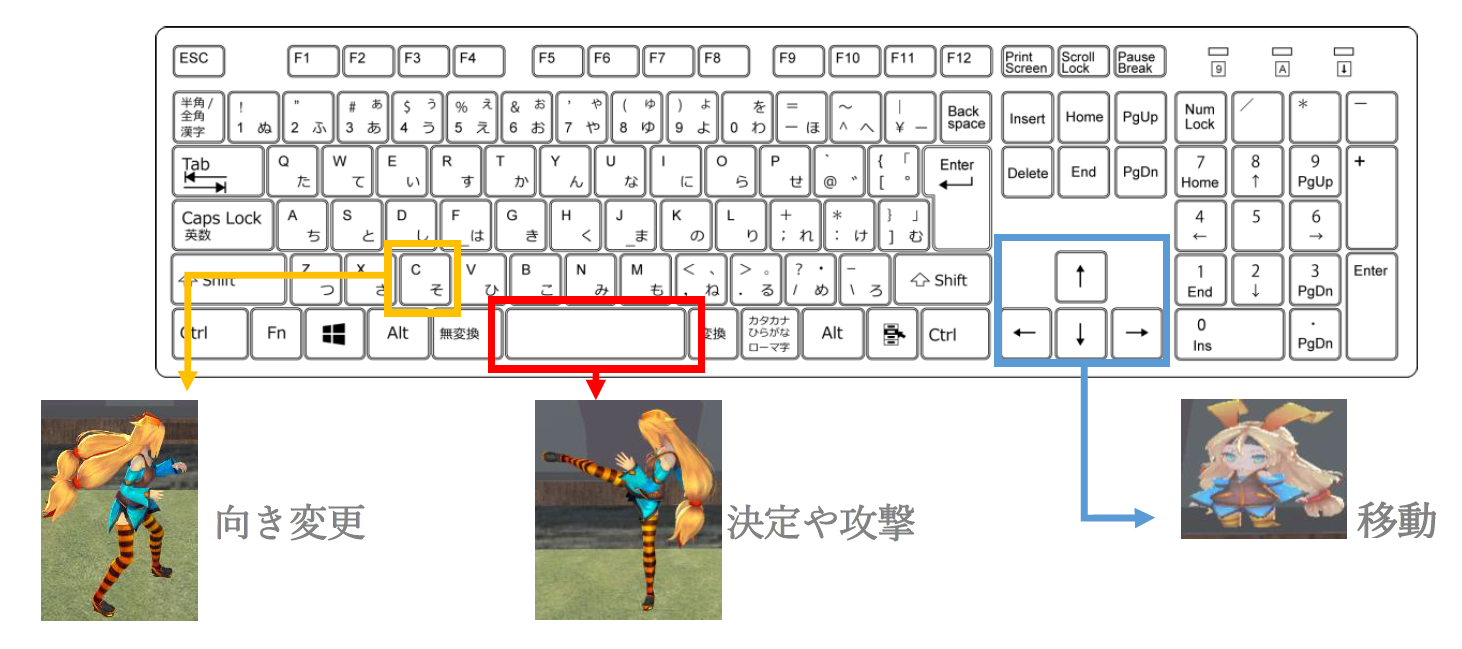 ESC F1 F2 F3 F4 F5 F6 F7 F8 F9 F10 F11 F12 Print Screen Scroll Lock Pause Break 9 A ↓
半角/全角 漢字 ! 1 ぬ " 2 ふ # あ 3 あ $ う 4 う % え 5 え & お 6 お ' や 7 や ( ゆ 8 ゆ ) よ 9 よ を 0 わ = ー ほ ～ ^ へ | ¥ ー Back space Insert Home PgUp Num Lock ／ * －
Tab Q た W て E い R す T か Y ん U な I に O ら P せ ` @ ゛ { 「 [ ゜ Enter Delete End PgDn 7 Home 8 ↑ 9 PgUp +
Caps Lock 英数 A ち S と D し F は G き H く J ま K の L り + ; れ * : け } 」 ] む 4 ← 5 6 →
Shift Z つ X さ C そ V ひ B こ N み M も < 、 , ね > 。 . る ? ・ / め _ \ ろ Shift ↑ 1 End 2 ↓ 3 PgDn Enter
Ctrl Fn Alt 無変換 変換 カタカナ ひらがな ローマ字 Alt Ctrl ← ↓ → 0 Ins . PgDn
向き変更
決定や攻撃
移動